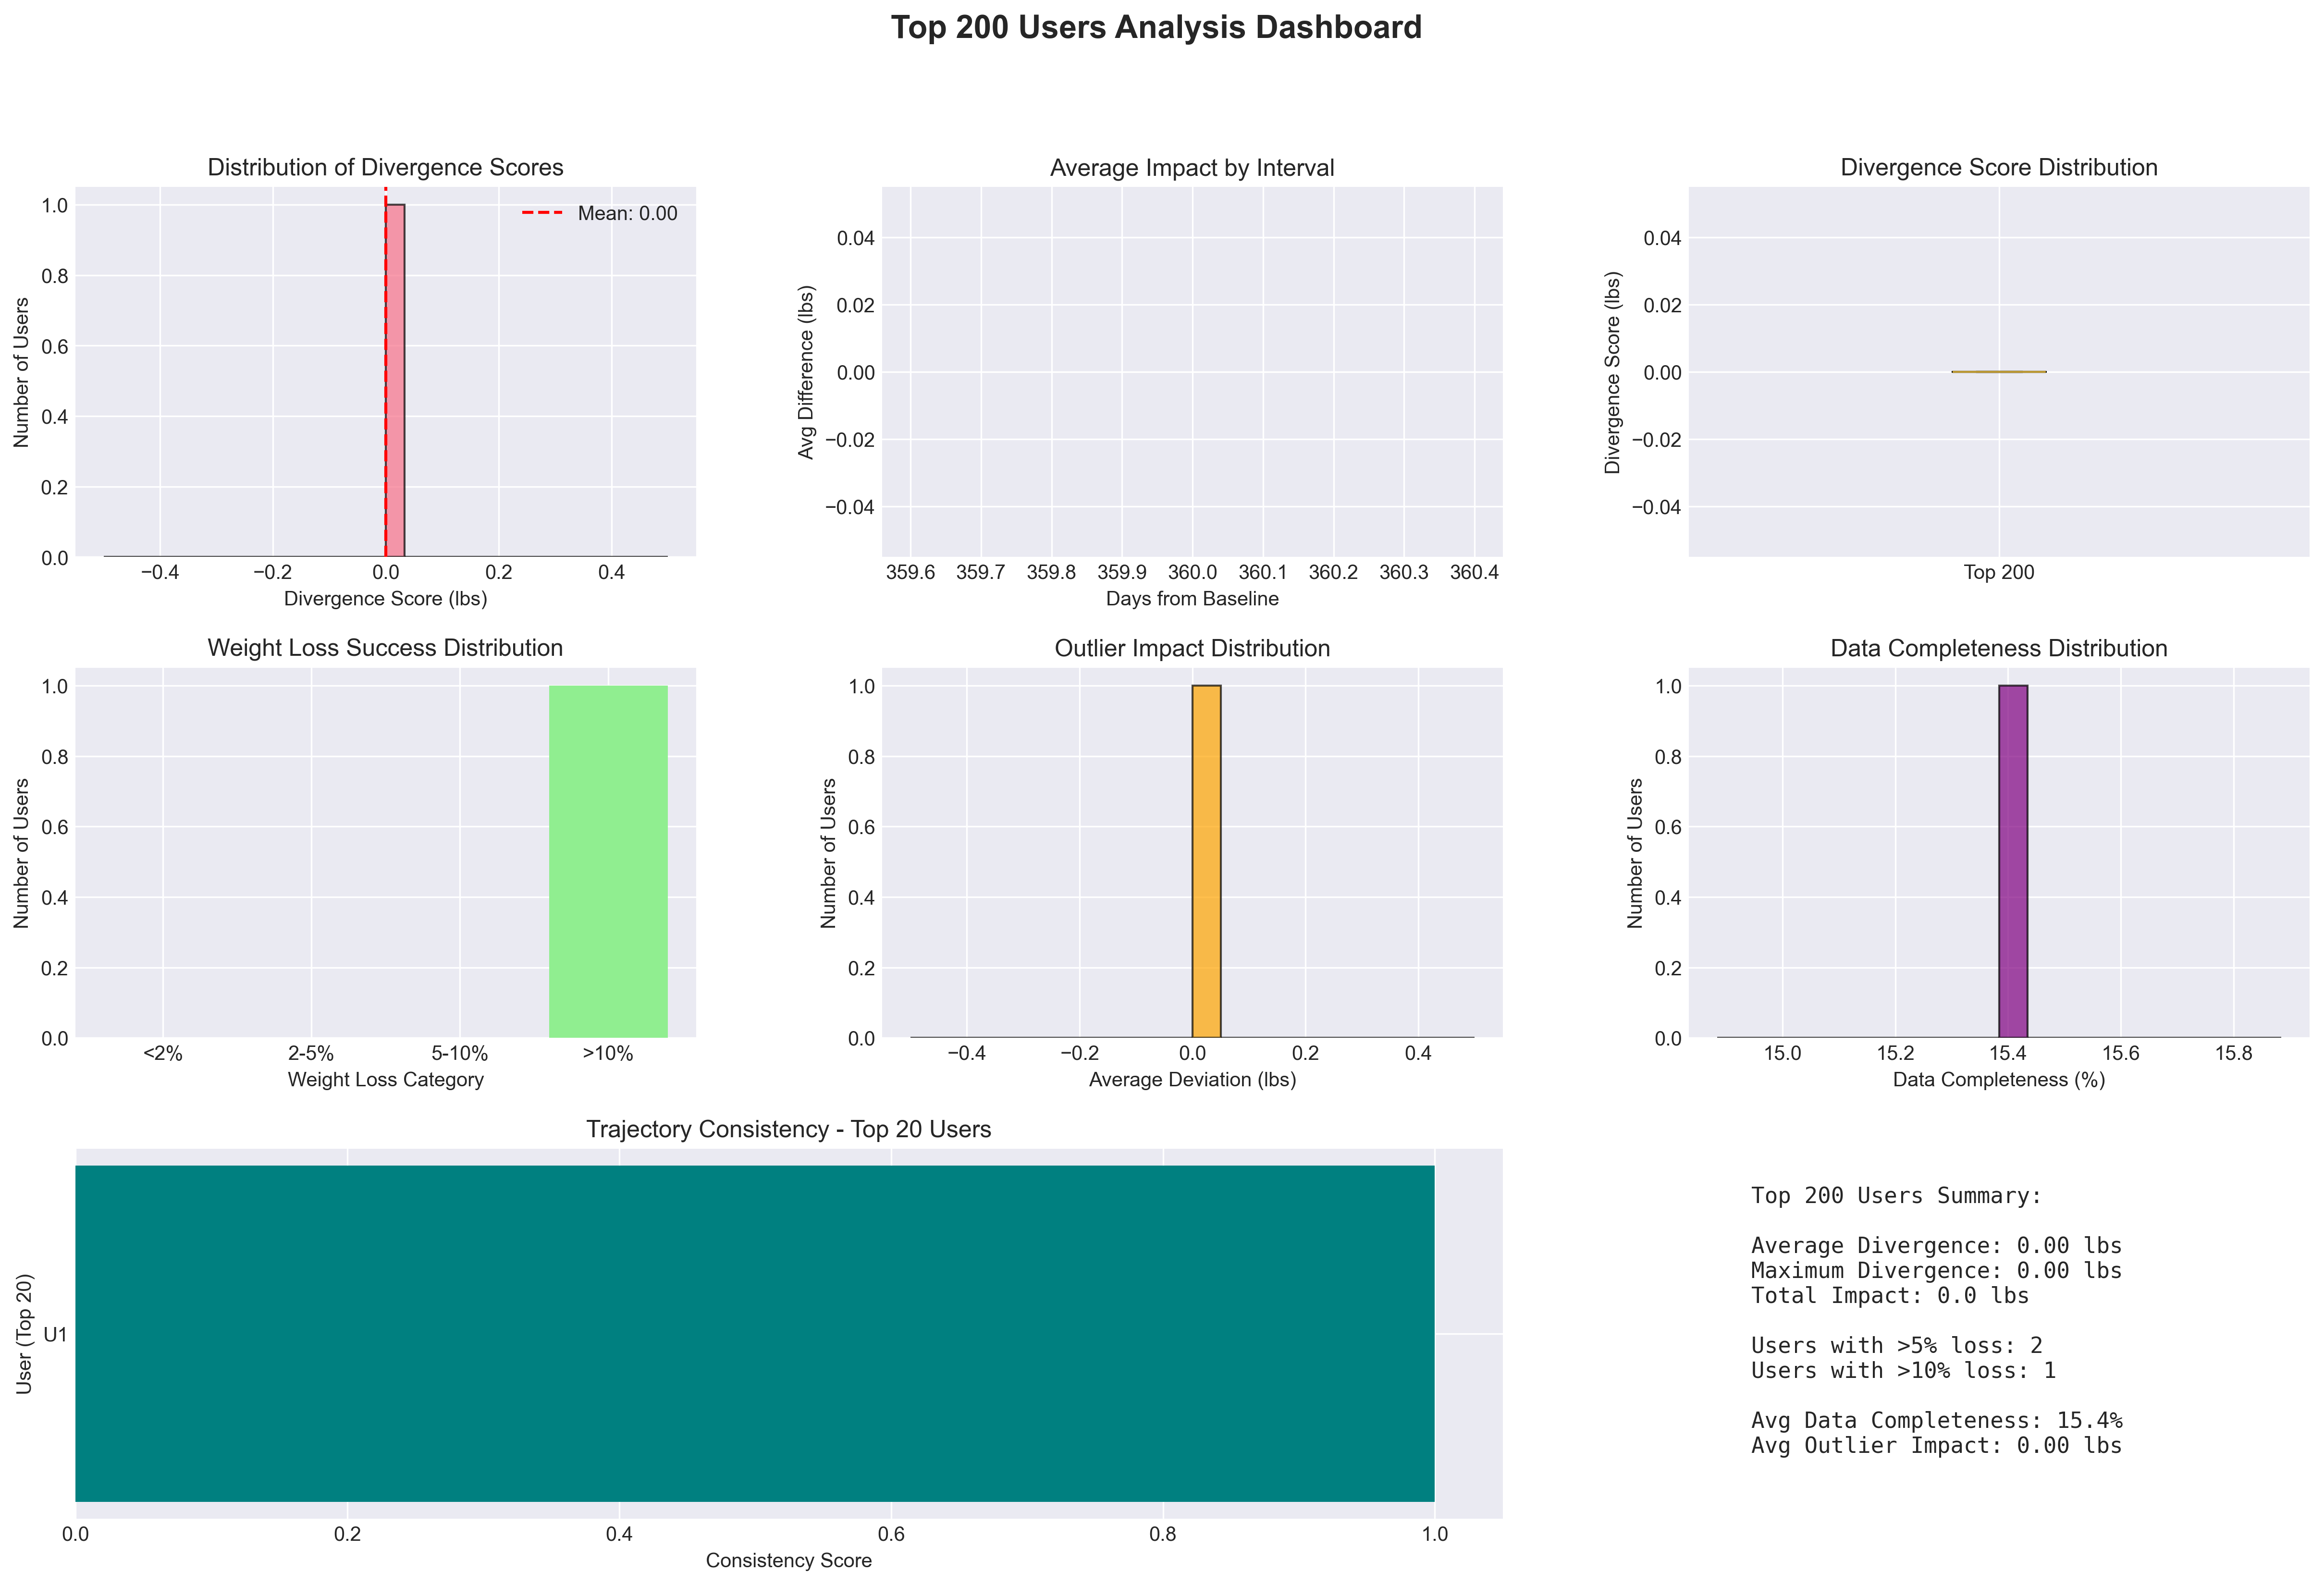 Top 200 Users Analysis Dashboard
Distribution of Divergence Scores
Number of Users
1.0
0.8
0.6
0.4
0.2
0.0
Mean: 0.00
−0.4 −0.2 0.0 0.2 0.4
Divergence Score (lbs)
Average Impact by Interval
Avg Difference (lbs)
0.04
0.02
0.00
−0.02
−0.04
359.6 359.7 359.8 359.9 360.0 360.1 360.2 360.3 360.4
Days from Baseline
Divergence Score Distribution
Divergence Score (lbs)
0.04
0.02
0.00
−0.02
−0.04
Top 200
Weight Loss Success Distribution
Number of Users
1.0
0.8
0.6
0.4
0.2
0.0
<2% 2-5% 5-10% >10%
Weight Loss Category
Outlier Impact Distribution
Number of Users
1.0
0.8
0.6
0.4
0.2
0.0
−0.4 −0.2 0.0 0.2 0.4
Average Deviation (lbs)
Data Completeness Distribution
Number of Users
1.0
0.8
0.6
0.4
0.2
0.0
15.0 15.2 15.4 15.6 15.8
Data Completeness (%)
Trajectory Consistency - Top 20 Users
User (Top 20)
U1
0.0 0.2 0.4 0.6 0.8 1.0
Consistency Score
Top 200 Users Summary:
Average Divergence: 0.00 lbs
Maximum Divergence: 0.00 lbs
Total Impact: 0.0 lbs
Users with >5% loss: 2
Users with >10% loss: 1
Avg Data Completeness: 15.4%
Avg Outlier Impact: 0.00 lbs